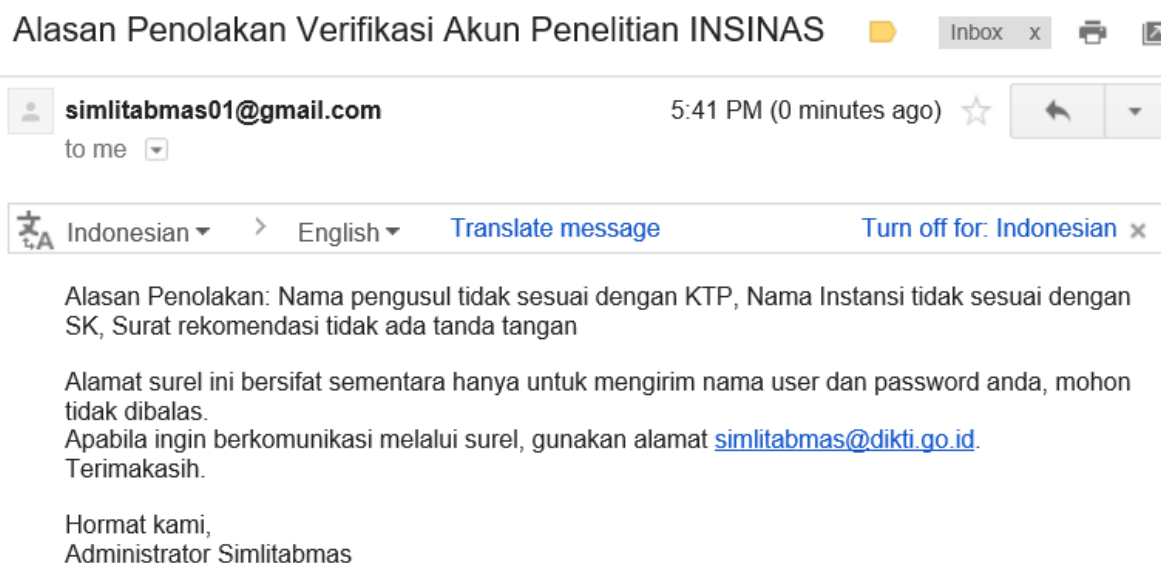 Alasan Penolakan Verifikasi Akun Penelitian INSINAS
Inbox x
simlitabmas01@gmail.com
5:41 PM (0 minutes ago)
to me
Indonesian
English
Translate message
Turn off for: Indonesian
Alasan Penolakan: Nama pengusul tidak sesuai dengan KTP, Nama Instansi tidak sesuai dengan
SK, Surat rekomendasi tidak ada tanda tangan
Alamat surel ini bersifat sementara hanya untuk mengirim nama user dan password anda, mohon
tidak dibalas.
Apabila ingin berkomunikasi melalui surel, gunakan alamat simlitabmas@dikti.go.id.
Terimakasih.
Hormat kami,
Administrator Simlitabmas